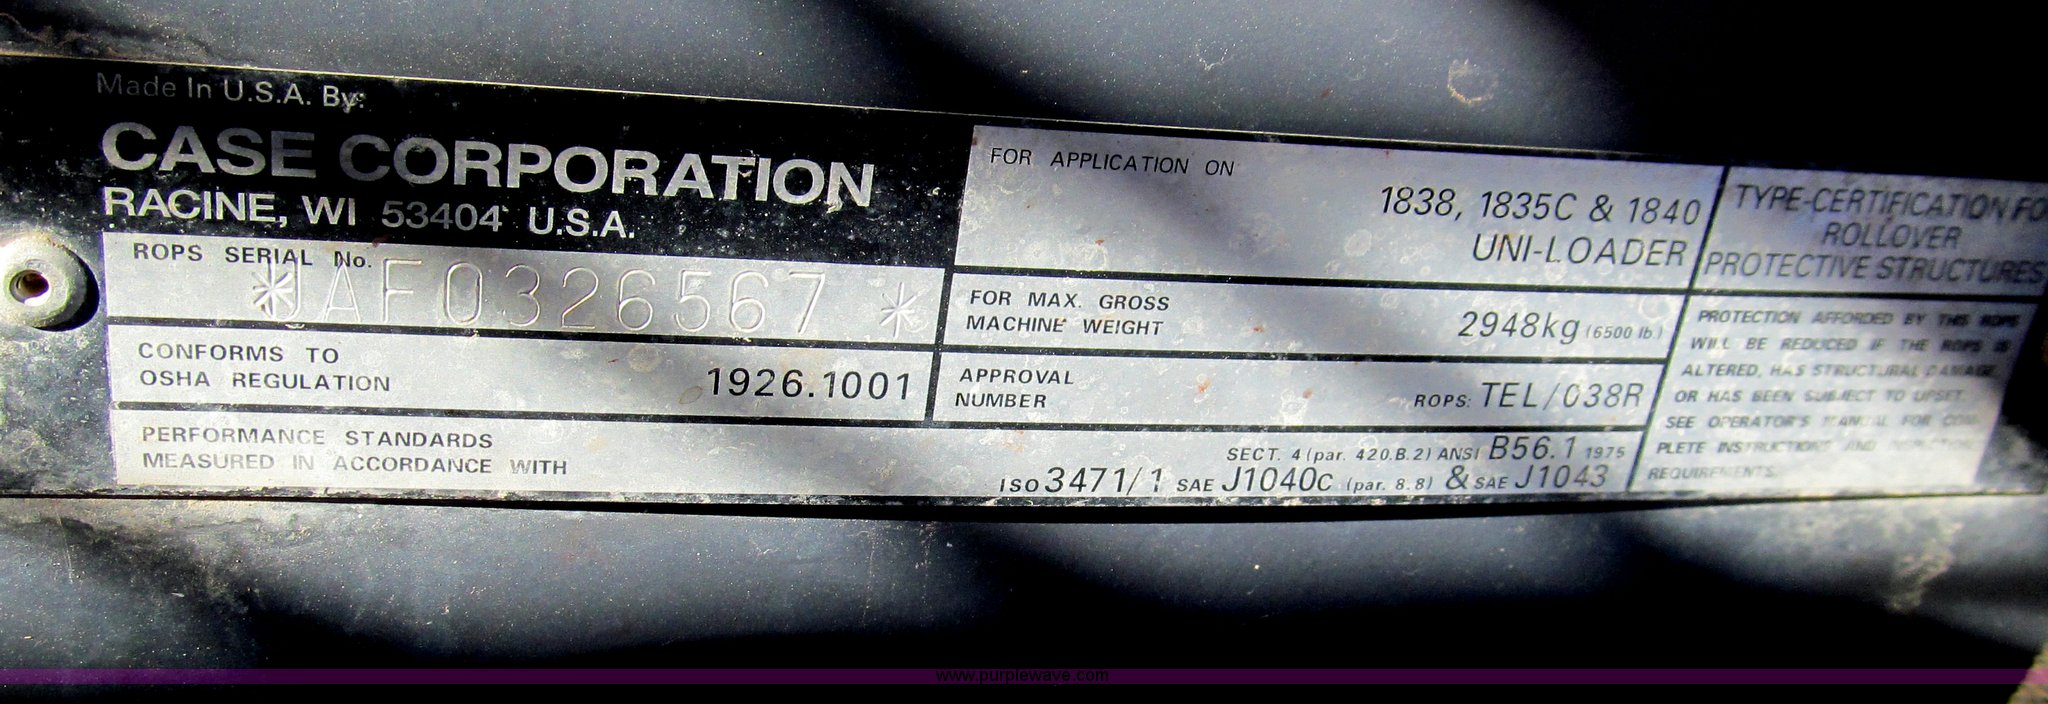 Made In U.S.A. By:
CASE CORPORATION
RACINE, WI 53404 U.S.A.
ROPS SERIAL No.
*JAF0326567*
CONFORMS TO
OSHA REGULATION 1926.1001
PERFORMANCE STANDARDS
MEASURED IN ACCORDANCE WITH
SECT. 4 (par. 420.B.2) ANSI B56.1 1975
ISO 3471/1 SAE J1040C (par. 8.8) & SAE J1043
FOR APPLICATION ON
1838, 1835C & 1840
UNI-LOADER
FOR MAX. GROSS
MACHINE WEIGHT 2948kg (6500 lb.)
APPROVAL
NUMBER ROPS: TEL/038R
TYPE-CERTIFICATION FO
ROLLOVER
PROTECTIVE STRUCTURES
PROTECTION AFFORDED BY THIS ROPS
WILL BE REDUCED IF THE ROPS IS
ALTERED, HAS STRUCTURAL DAMAGE,
OR HAS BEEN SUBJECT TO UPSET.
SEE OPERATOR'S MANUAL FOR COM-
PLETE INSTRUCTIONS AND
REQUIREMENTS.
www.purplewave.com